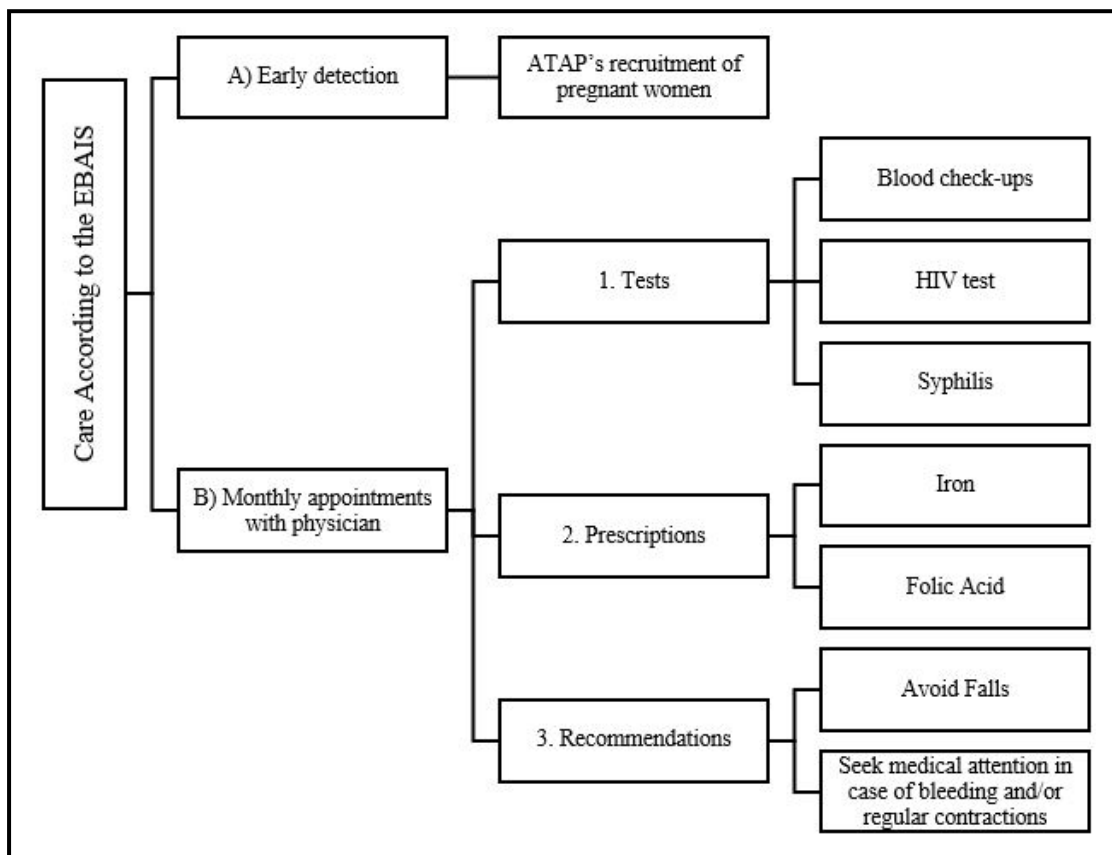 Care According to the EBAIS
A) Early detection
ATAP's recruitment of
pregnant women
B) Monthly appointments
with physician
1. Tests
Blood check-ups
HIV test
Syphilis
2. Prescriptions
Iron
Folic Acid
3. Recommendations
Avoid Falls
Seek medical attention in
case of bleeding and/or
regular contractions